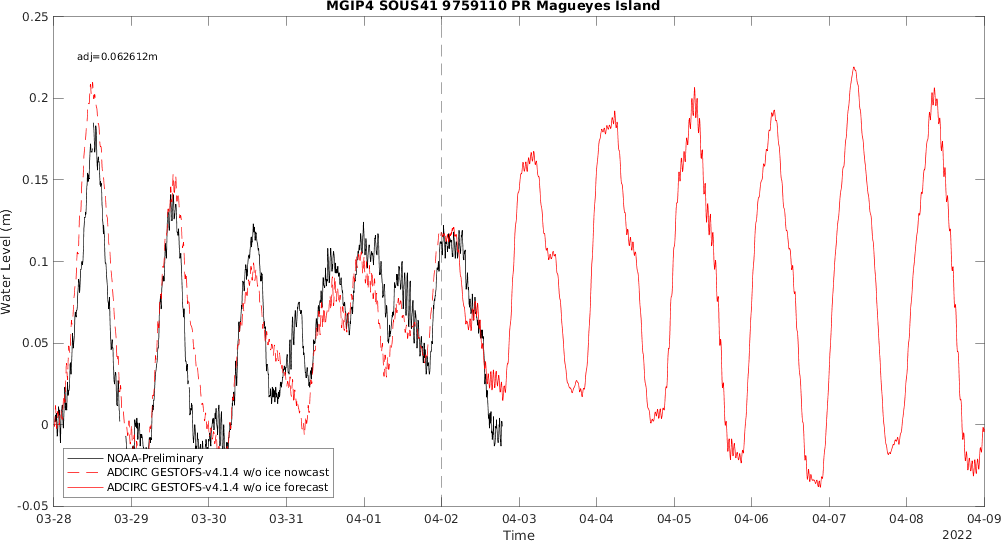 MGIP4 SOUS41 9759110 PR Magueyes Island
0.25
adj=0.062612m
0.2
0.15
0.1
0.05
0
-0.05
Water Level (m)
NOAA-Preliminary
ADCIRC GESTOFS-v4.1.4 w/o ice nowcast
ADCIRC GESTOFS-v4.1.4 w/o ice forecast
03-28 03-29 03-30 03-31 04-01 04-02 04-03 04-04 04-05 04-06 04-07 04-08 04-09
Time
2022